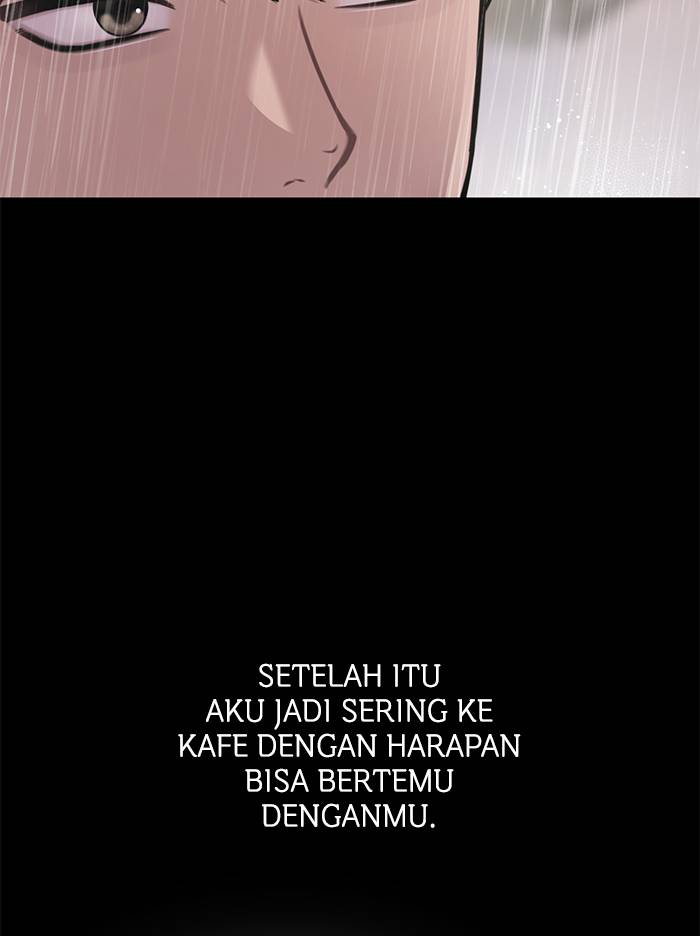 SETELAH ITU
AKU JADI SERING KE
KAFE DENGAN HARAPAN
BISA BERTEMU
DENGANMU.